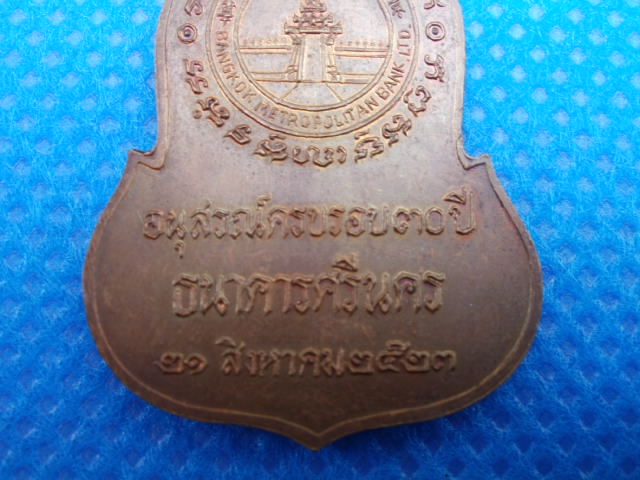 BANGKOK METROPOLITAN BANK LTD.
อนุสรณ์ครบรอบ๓๐ปี
ธนาคารศรีนคร
๒๑ สิงหาคม๒๕๒๓